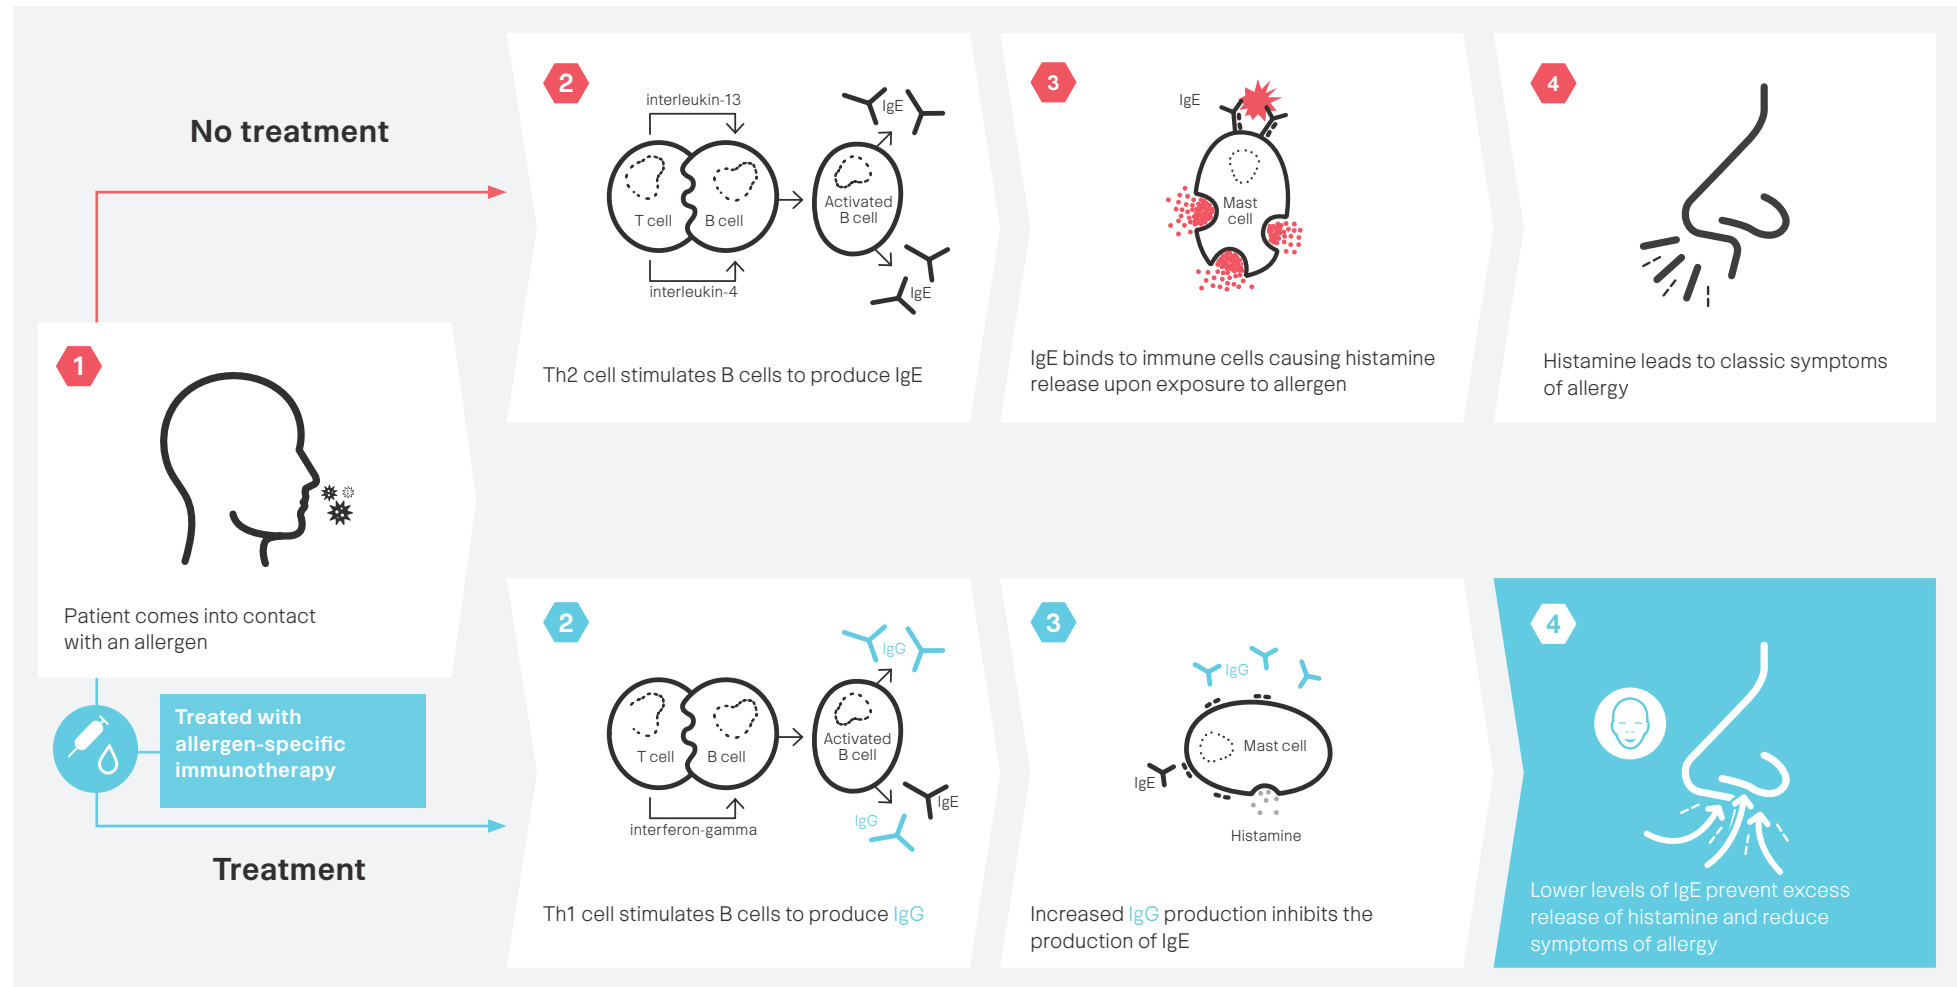 No treatment
1
Patient comes into contact
with an allergen
2
interleukin-13
IgE
T cell
B cell
Activated
B cell
interleukin-4
IgE
Th2 cell stimulates B cells to produce IgE
3
IgE
Mast
cell
IgE binds to immune cells causing histamine
release upon exposure to allergen
4
Histamine leads to classic symptoms
of allergy
Treated with
allergen-specific
immunotherapy
Treatment
2
IgG
T cell
B cell
Activated
B cell
IgE
IgG
interferon-gamma
Th1 cell stimulates B cells to produce IgG
3
IgG
Mast cell
IgE
Histamine
Increased IgG production inhibits the
production of IgE
4
Lower levels of IgE prevent excess
release of histamine and reduce
symptoms of allergy